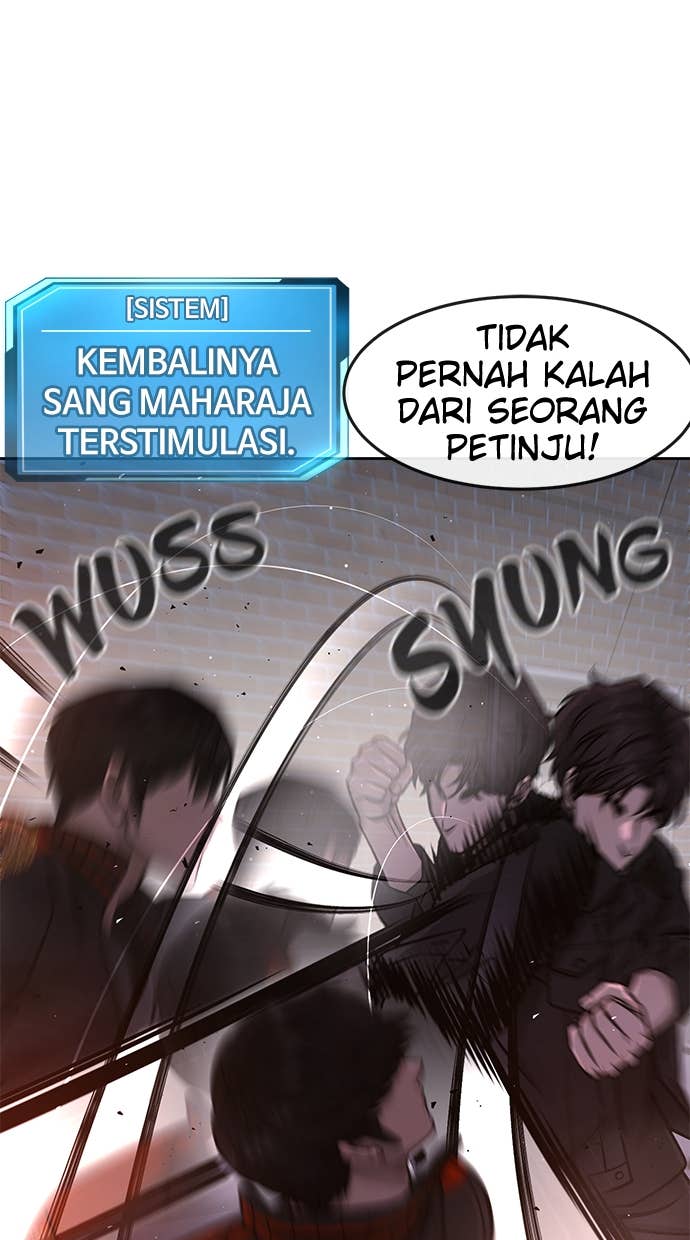 [SISTEM]
KEMBALINYA
SANG MAHARAJA
TERSTIMULASI.
TIDAK
PERNAH KALAH
DARI SEORANG
PETINJU!
WUSS
SYUNG